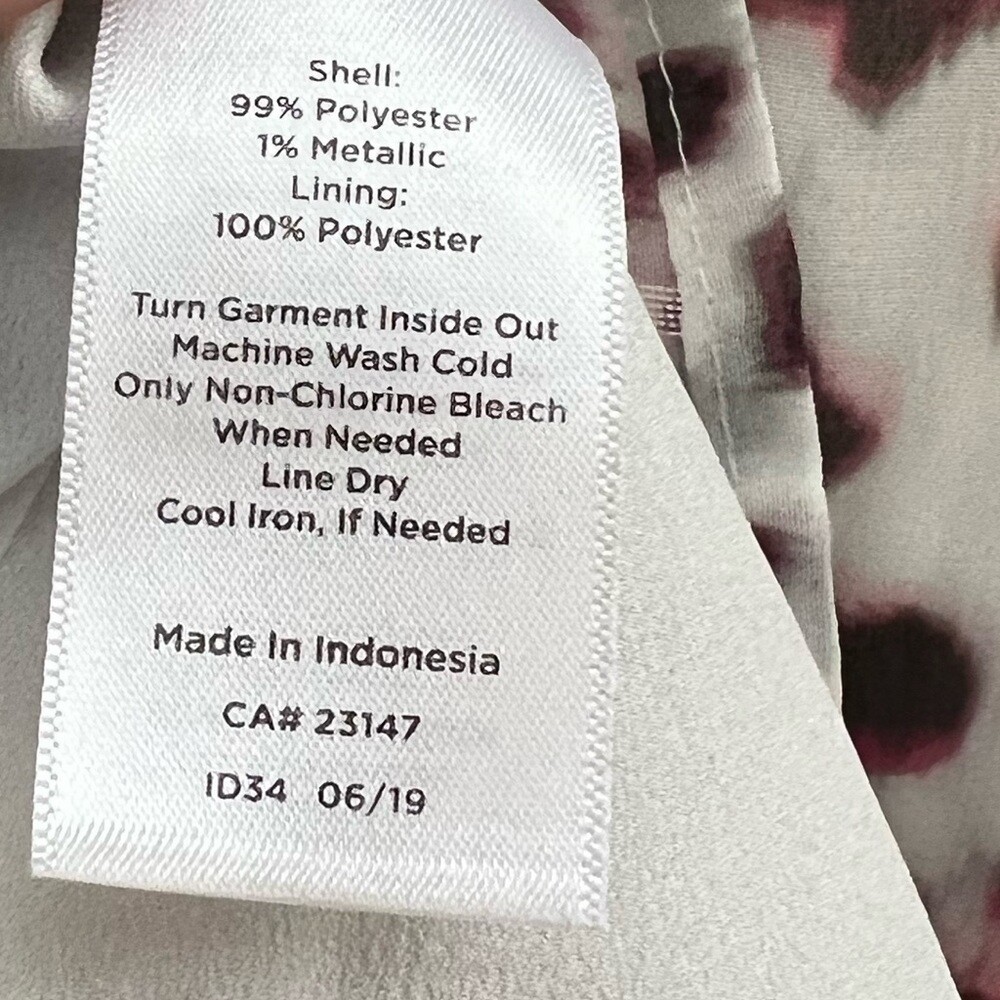 Shell:
99% Polyester
1% Metallic
Lining:
100% Polyester
Turn Garment Inside Out
Machine Wash Cold
Only Non-Chlorine Bleach
When Needed
Line Dry
Cool Iron, If Needed
Made In Indonesia
CA# 23147
ID34 06/19